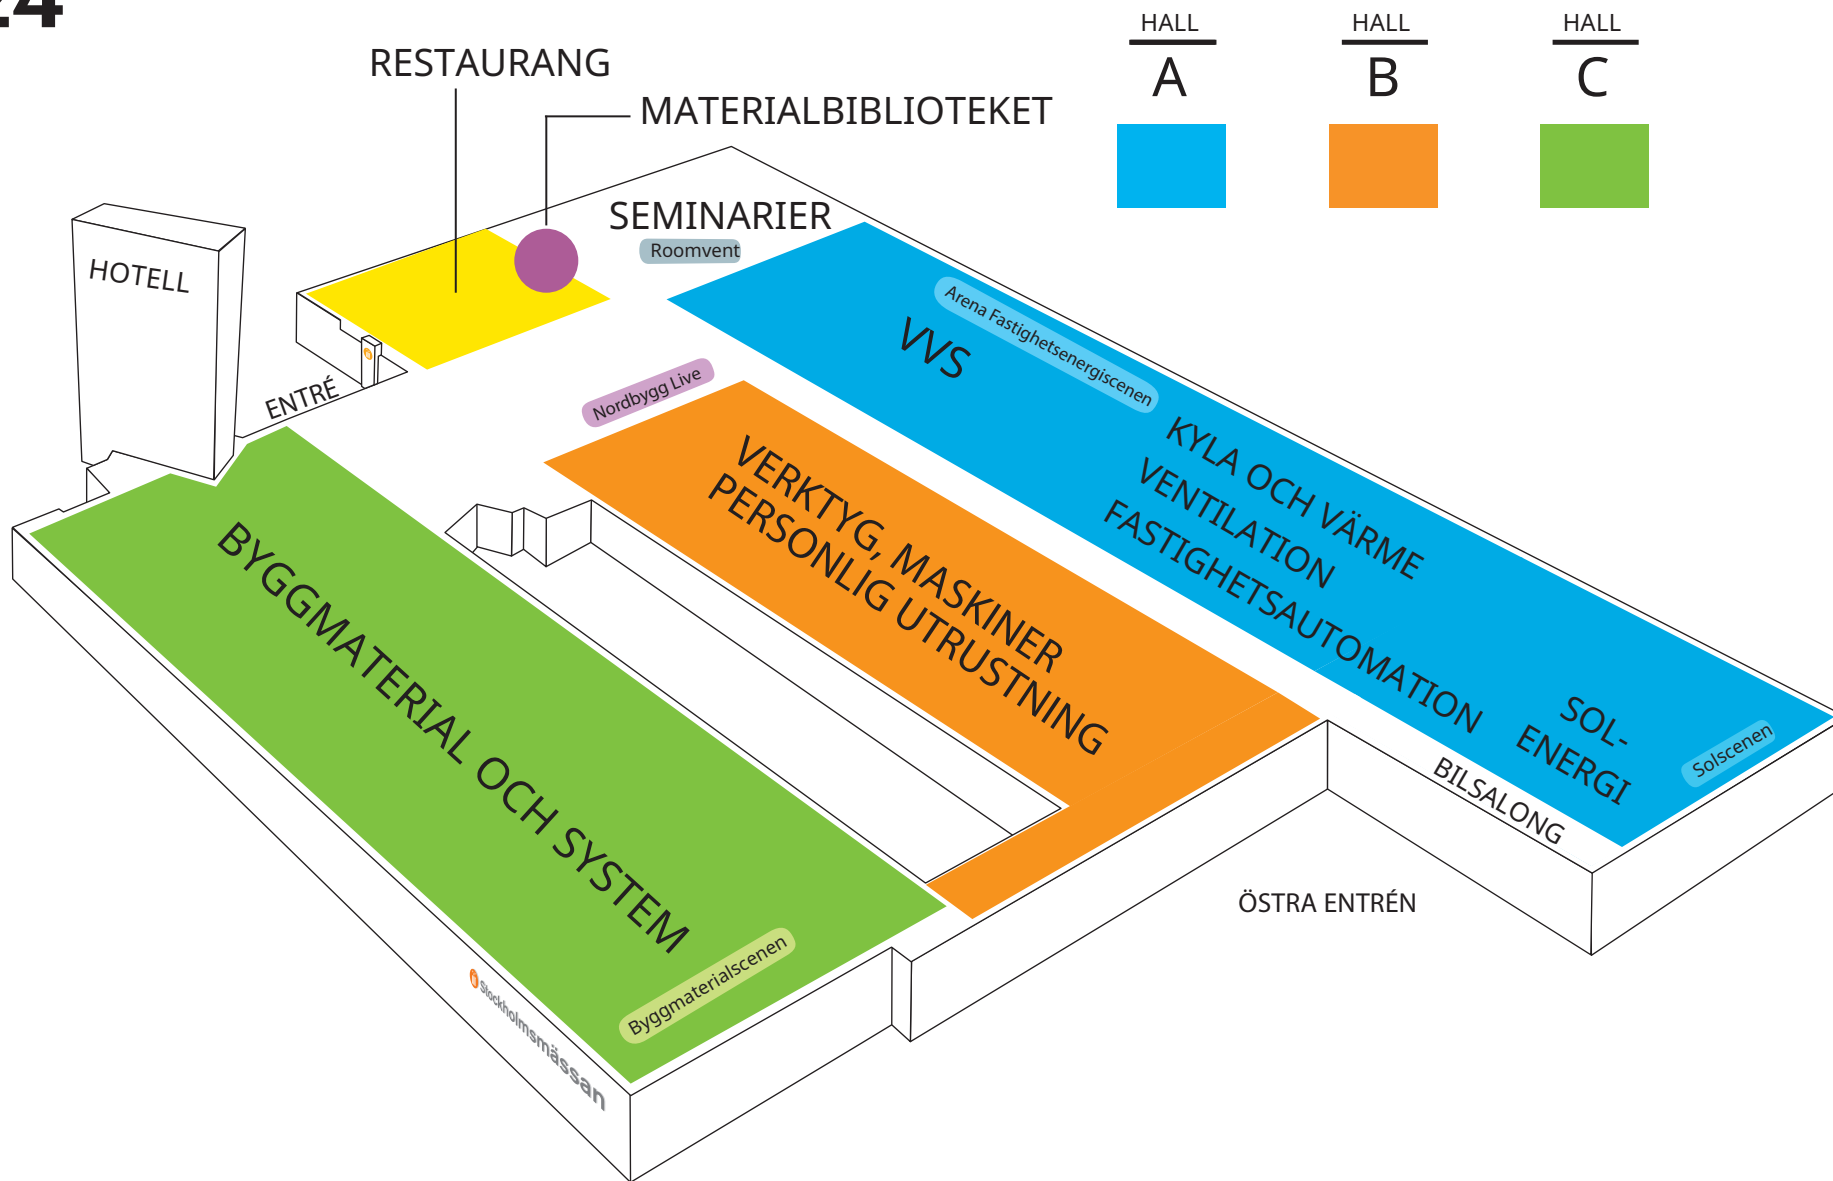 24
HALL
A
HALL
B
HALL
C
RESTAURANG
MATERIALBIBLIOTEKET
SEMINARIER
Roomvent
HOTELL
ENTRÉ
Nordbygg Live
VVS
Arena Fastighetsenergiscenen
KYLA OCH VÄRME
VENTILATION
FASTIGHETSAUTOMATION
SOL-
ENERGI
Solscenen
BILSALONG
VERKTYG, MASKINER
PERSONLIG UTRUSTNING
ÖSTRA ENTRÉN
BYGGMATERIAL OCH SYSTEM
Byggmaterialscenen
Stockholmsmässan